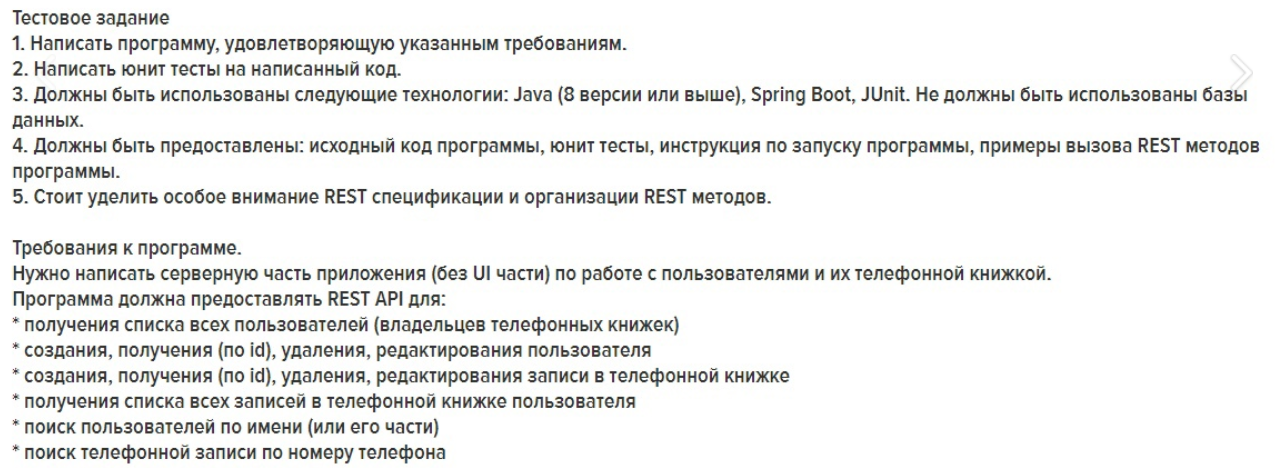 Тестовое задание
1. Написать программу, удовлетворяющую указанным требованиям.
2. Написать юнит тесты на написанный код.
3. Должны быть использованы следующие технологии: Java (8 версии или выше), Spring Boot, JUnit. Не должны быть использованы базы
данных.
4. Должны быть предоставлены: исходный код программы, юнит тесты, инструкция по запуску программы, примеры вызова REST методов
программы.
5. Стоит уделить особое внимание REST спецификации и организации REST методов.
Требования к программе.
Нужно написать серверную часть приложения (без UI части) по работе с пользователями и их телефонной книжкой.
Программа должна предоставлять REST API для:
* получения списка всех пользователей (владельцев телефонных книжек)
* создания, получения (по id), удаления, редактирования пользователя
* создания, получения (по id), удаления, редактирования записи в телефонной книжке
* получения списка всех записей в телефонной книжке пользователя
* поиск пользователей по имени (или его части)
* поиск телефонной записи по номеру телефона